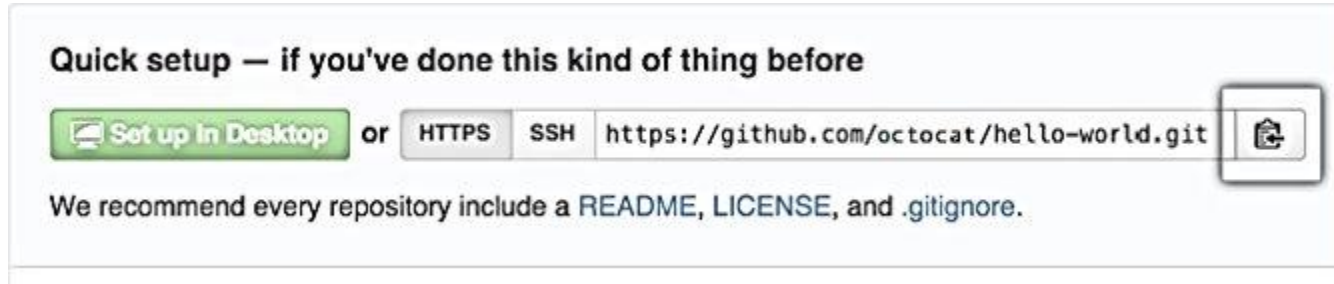 Quick setup — if you've done this kind of thing before
Set up in Desktop or HTTPS SSH https://github.com/octocat/hello-world.git
We recommend every repository include a README, LICENSE, and .gitignore.